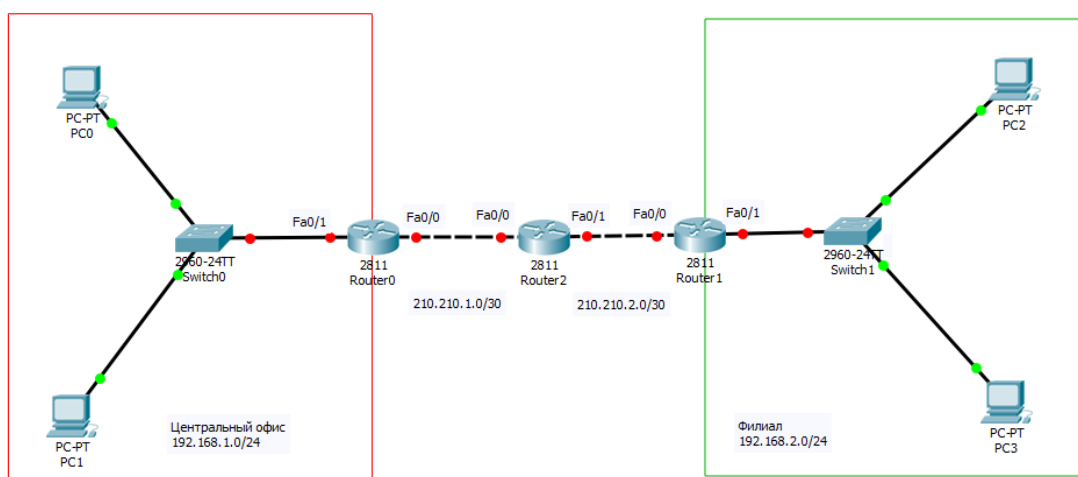 PC-PT
PC0
PC-PT
PC2
Fa0/1
Fa0/0
Fa0/0
Fa0/1
Fa0/0
Fa0/1
2960-24TT
Switch0
2811
Router0
2811
Router2
2811
Router1
2960-24TT
Switch1
210.210.1.0/30
210.210.2.0/30
Центральный офис
192.168.1.0/24
Филиал
192.168.2.0/24
PC-PT
PC1
PC-PT
PC3